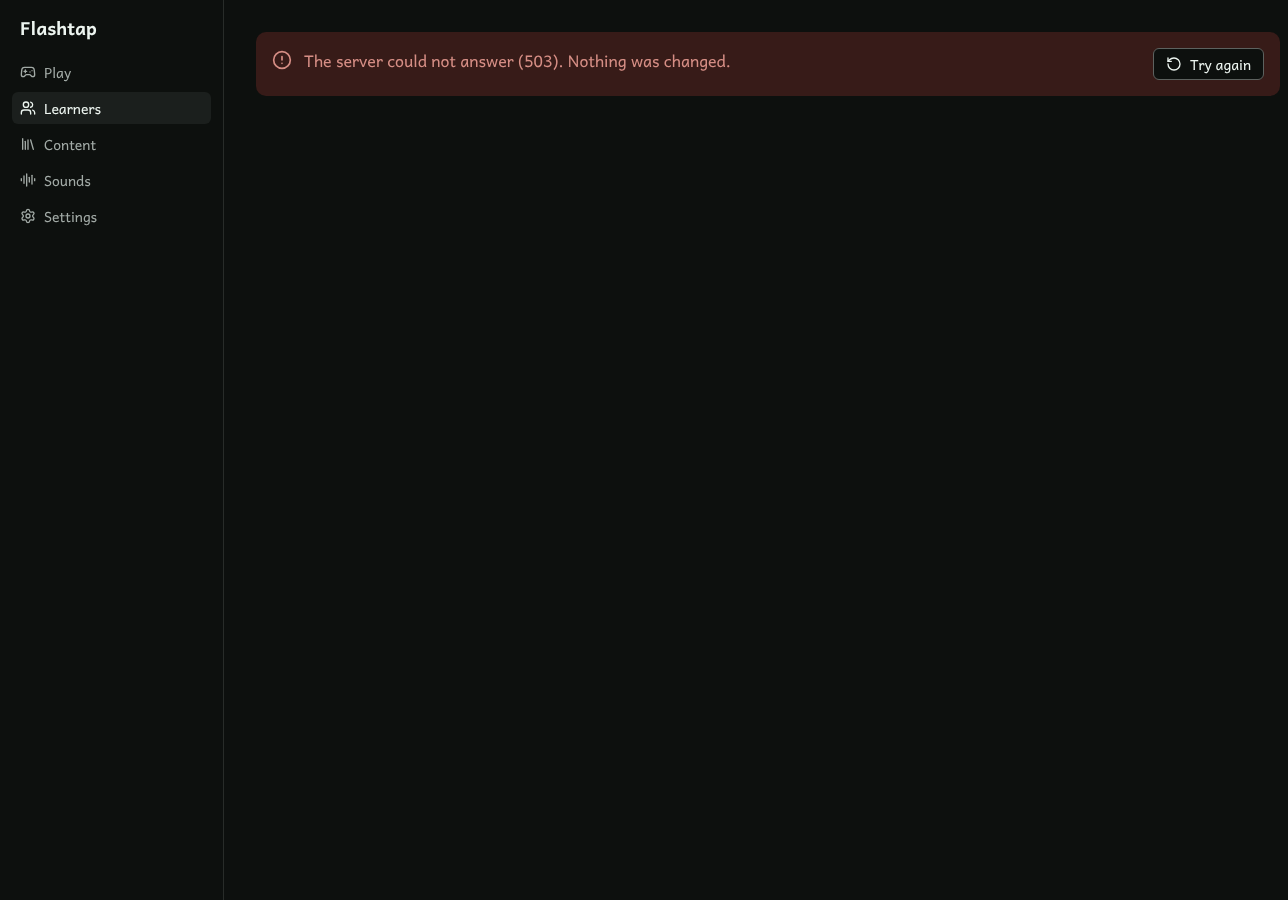 Flashtap
Play
Learners
Content
Sounds
Settings
The server could not answer (503). Nothing was changed.
Try again